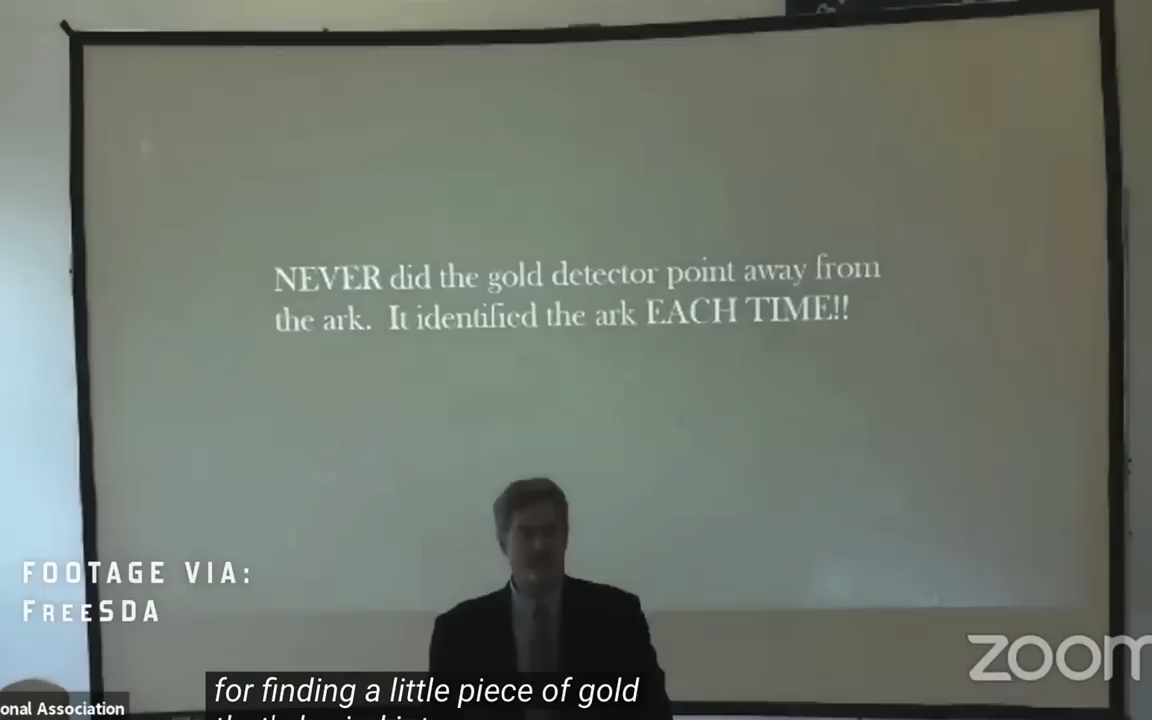 NEVER did the gold detector point away from
the ark. It identified the ark EACH TIME!!
FOOTAGE VIA:
FREESDA
zoom
for finding a little piece of gold
onal Association